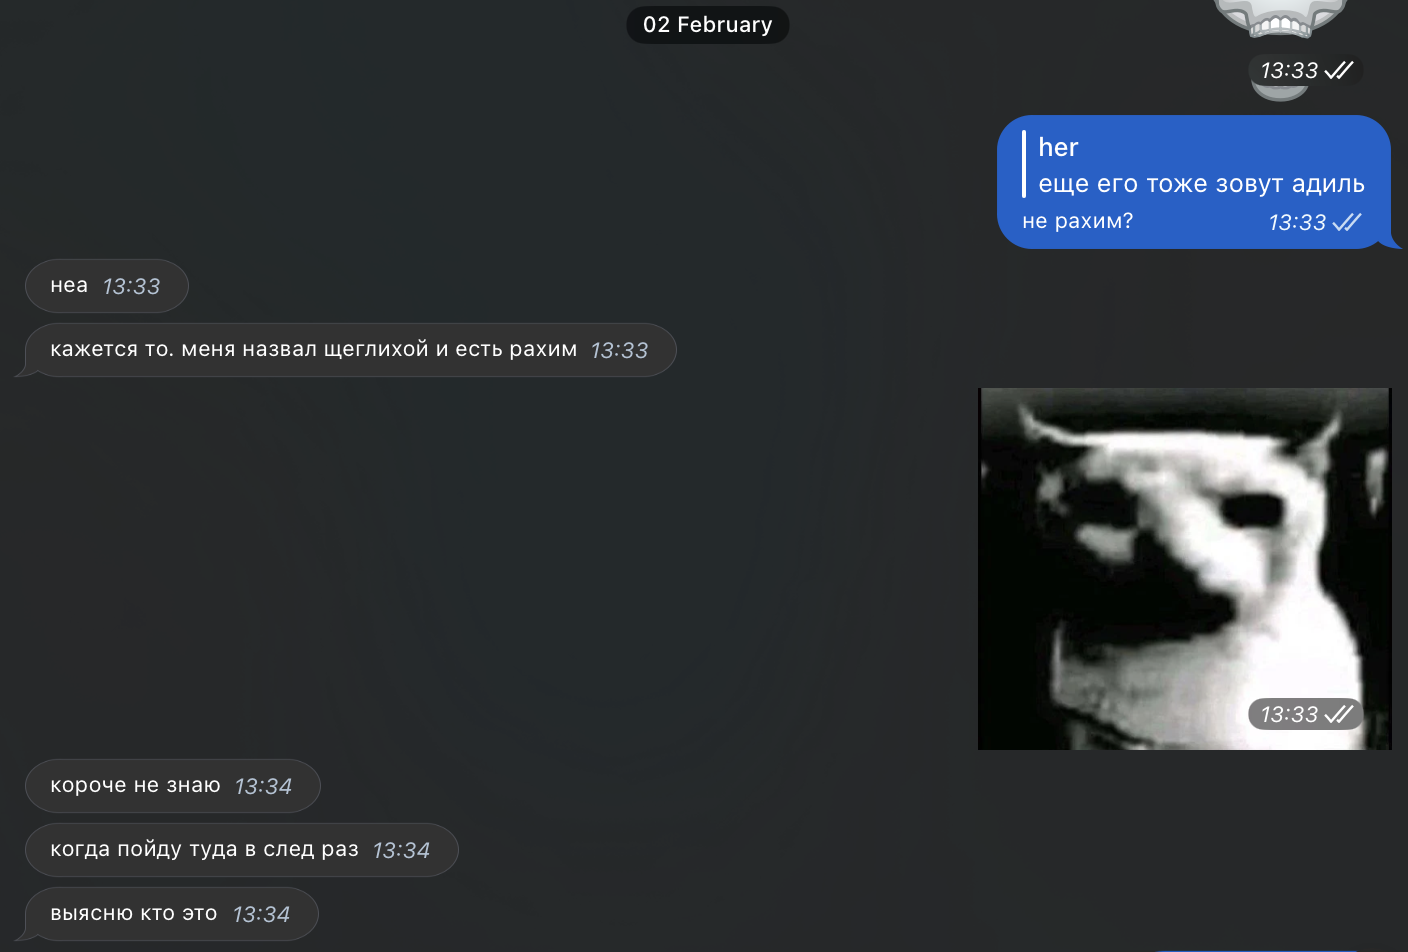 02 February
13:33
her
еще его тоже зовут адиль
не рахим? 13:33
неа 13:33
кажется то. меня назвал щеглихой и есть рахим 13:33
13:33
короче не знаю 13:34
когда пойду туда в след раз 13:34
выясню кто это 13:34